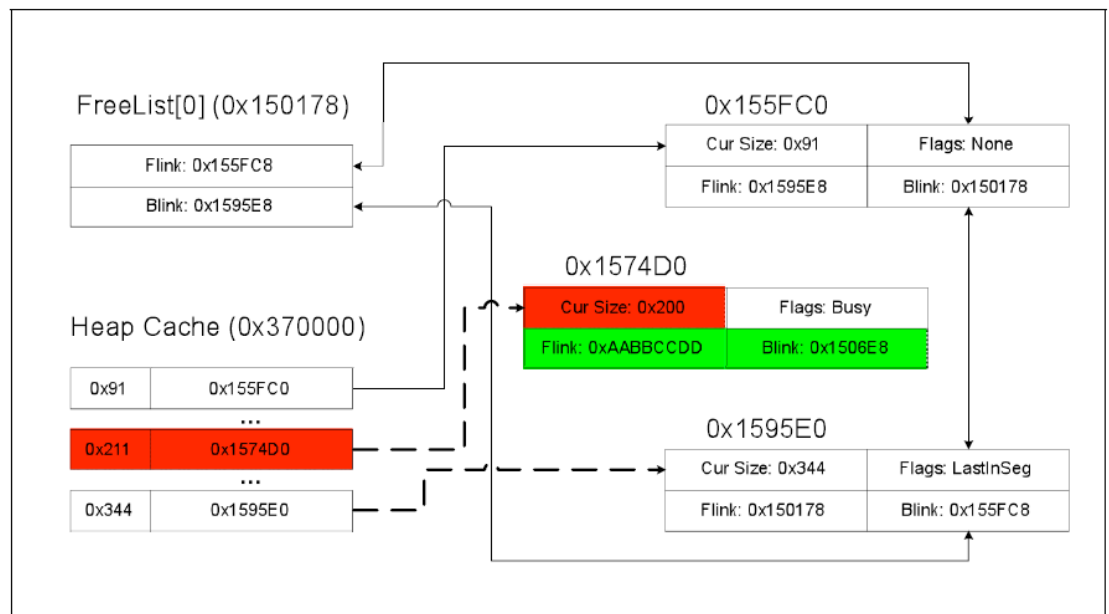 FreeList[0] (0x150178)
Flink: 0x155FC8
Blink: 0x1595E8
0x155FC0
Cur Size: 0x91 Flags: None
Flink: 0x1595E8 Blink: 0x150178
0x1574D0
Cur Size: 0x200 Flags: Busy
Flink: 0xAABBCCDD Blink: 0x1506E8
Heap Cache (0x370000)
0x91 0x155FC0
...
0x211 0x1574D0
...
0x344 0x1595E0
0x1595E0
Cur Size: 0x344 Flags: LastInSeg
Flink: 0x150178 Blink: 0x155FC8